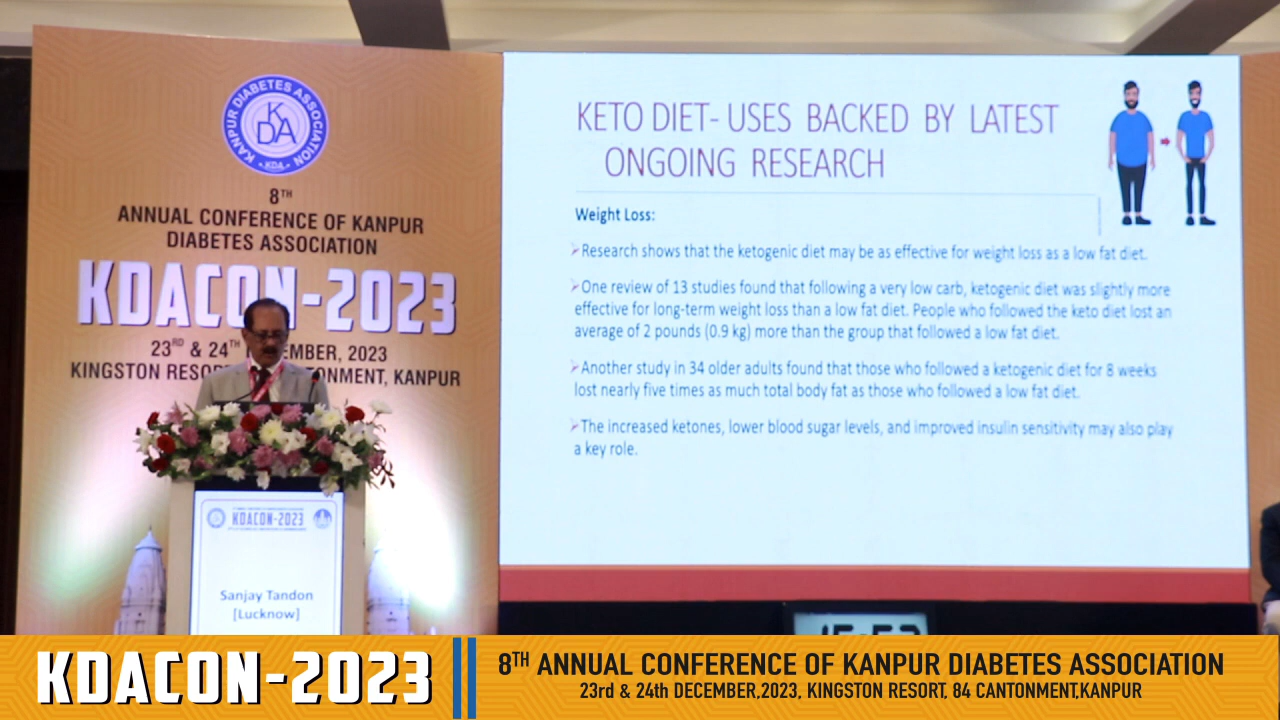 KANPUR DIABETES ASSOCIATION
KDA
• KDA •
8TH
ANNUAL CONFERENCE OF KANPUR
DIABETES ASSOCIATION
KDACON-2023
23RD & 24TH EMBER, 2023
KINGSTON RESO ONMENT, KANPUR
KDACON-2023
Sanjay Tandon
[Lucknow]
KETO DIET- USES BACKED BY LATEST
ONGOING RESEARCH
Weight Loss:
➢Research shows that the ketogenic diet may be as effective for weight loss as a low fat diet.
➢One review of 13 studies found that following a very low carb, ketogenic diet was slightly more
effective for long-term weight loss than a low fat diet. People who followed the keto diet lost an
average of 2 pounds (0.9 kg) more than the group that followed a low fat diet.
➢Another study in 34 older adults found that those who followed a ketogenic diet for 8 weeks
lost nearly five times as much total body fat as those who followed a low fat diet.
➢The increased ketones, lower blood sugar levels, and improved insulin sensitivity may also play
a key role.
KDACON-2023
8TH ANNUAL CONFERENCE OF KANPUR DIABETES ASSOCIATION
23rd & 24th DECEMBER,2023, KINGSTON RESORT, 84 CANTONMENT,KANPUR